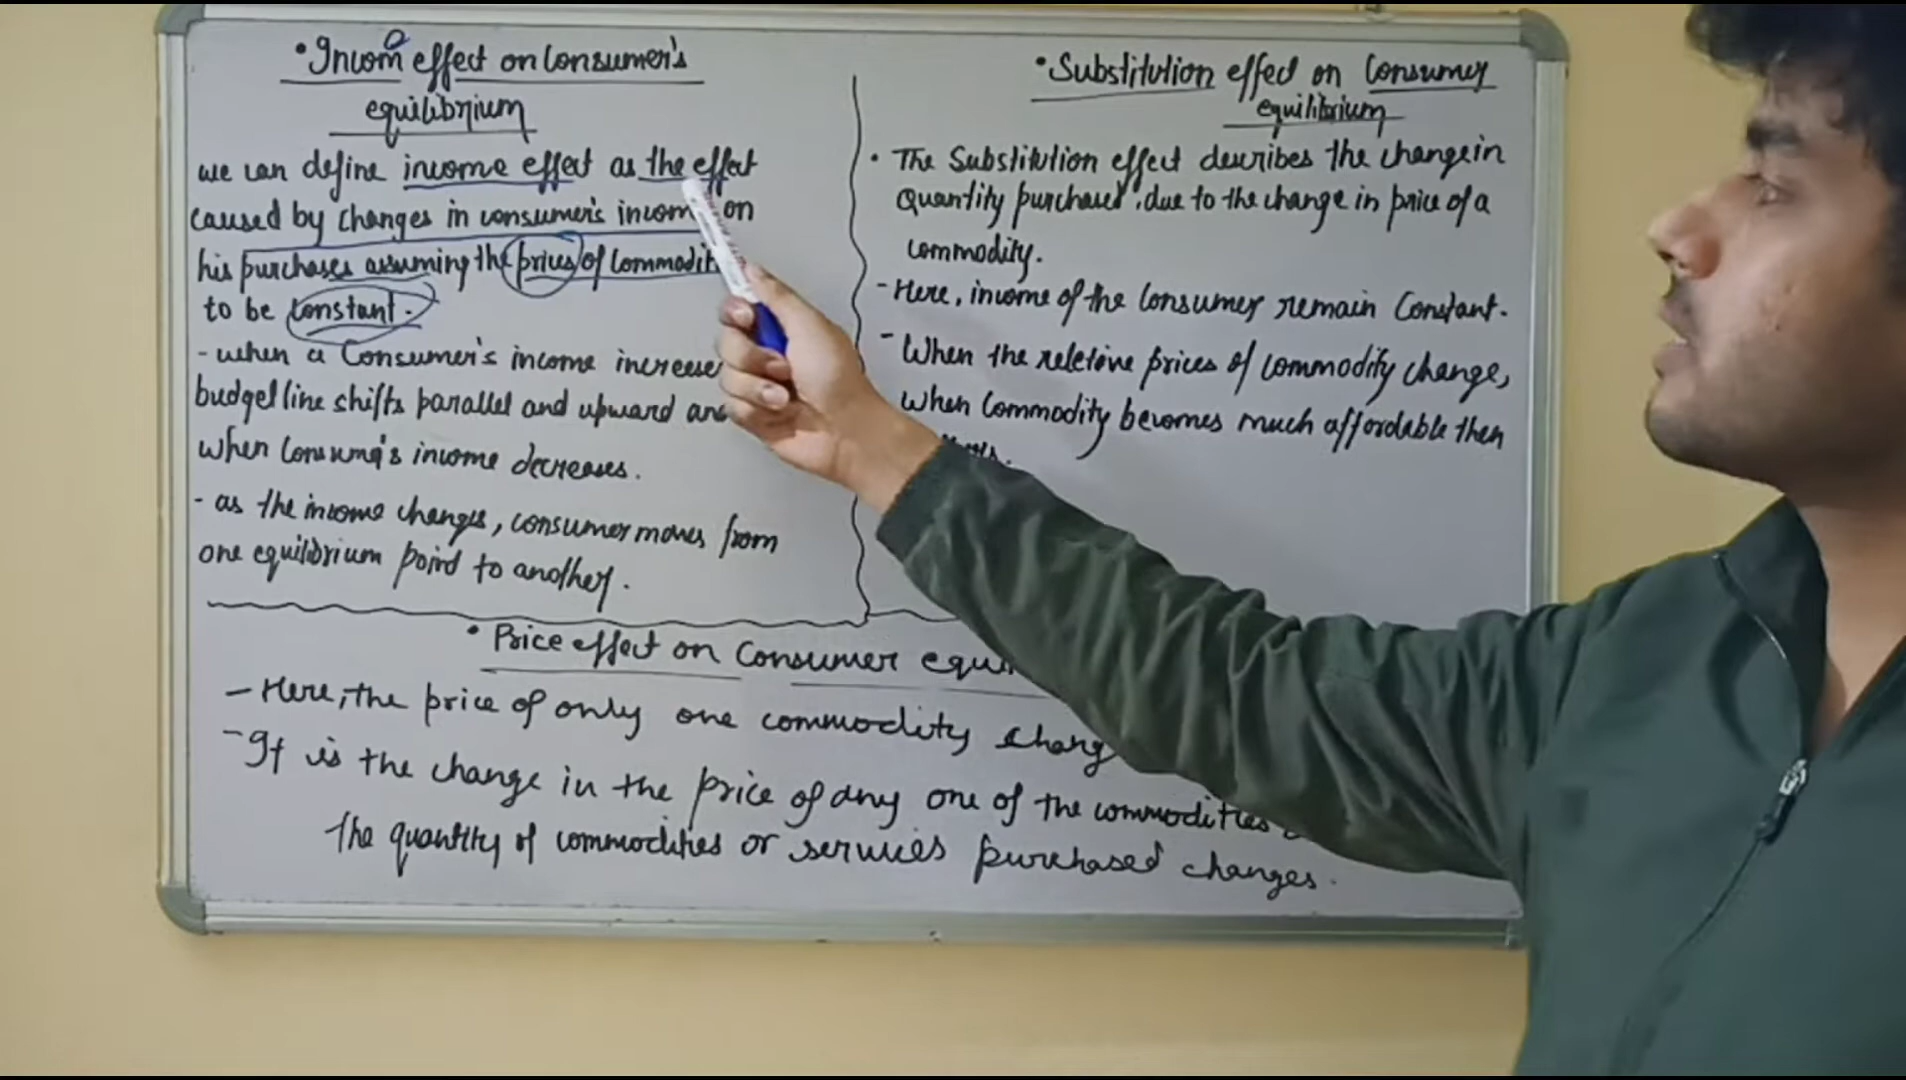 • Incom effect on Consumer's
equilibrium
we can define income effect as the effect
caused by changes in consumer's incom on
his purchases assuming the prices of Commodit
to be Constant.
- when a Consumer's income increase
budget line shifts parallel and upward and
when Consumer's income decreases.
- as the income changes, consumer moves from
one equilibrium point to another.
• Substitution effect on Consumer
equilibrium
• The Substitution effect describes the change in
Quantity purchased, due to the change in price of a
Commodity.
- Here, income of the Consumer remain Constant.
- When the reletive prices of Commodity change,
when Commodity becomes much affordable then
• Price effect on Consumer equi
- Here, the price of only one commodity chang
- It is the change in the price of any one of the commodities
the quantity of commodities or services purchased changes.